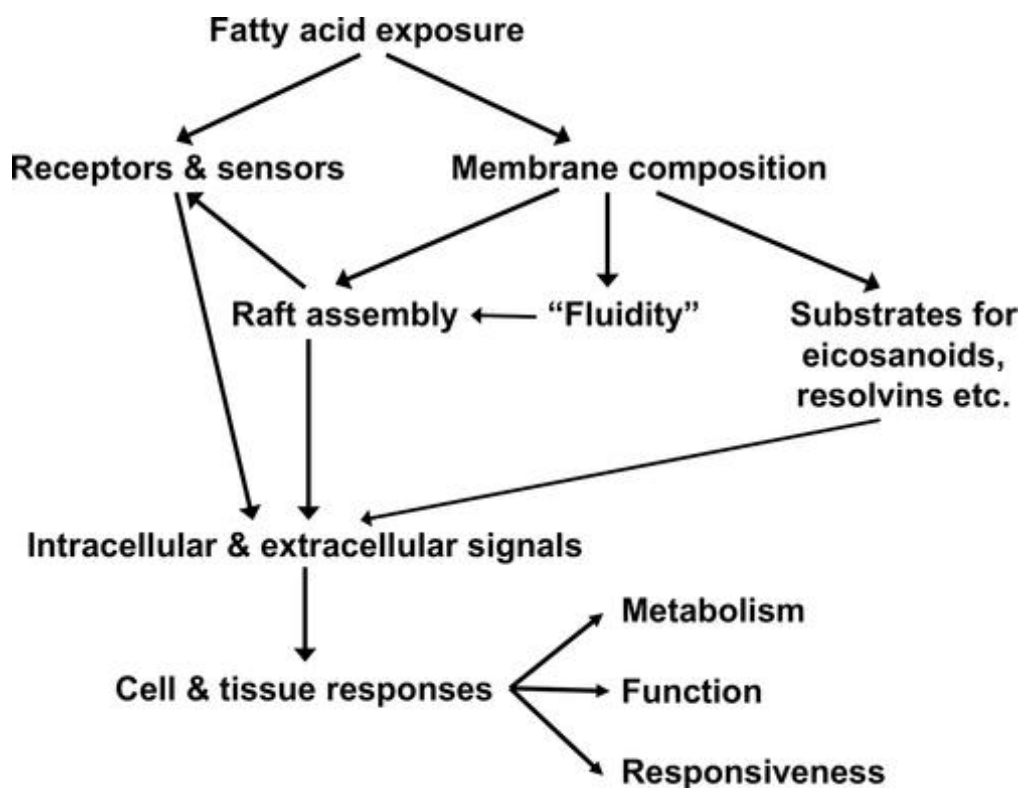 Fatty acid exposure
Receptors & sensors
Membrane composition
Raft assembly
“Fluidity”
Substrates for
eicosanoids,
resolvins etc.
Intracellular & extracellular signals
Metabolism
Cell & tissue responses
Function
Responsiveness